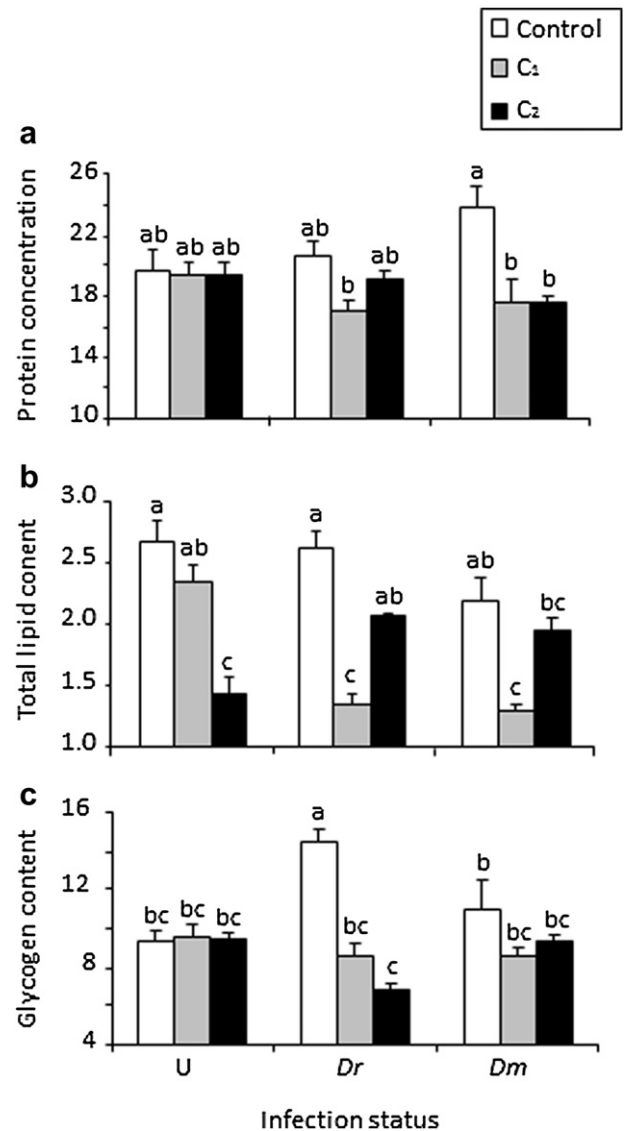 Control
C₁
C₂
a
Protein concentration
26
22
18
14
10
ab ab ab
ab b ab
a b b
b
Total lipid conent
3.0
2.5
2.0
1.5
1.0
a ab c
a c ab
ab c bc
c
Glycogen content
16
12
8
4
bc bc bc
a bc c
b bc bc
U Dr Dm
Infection status